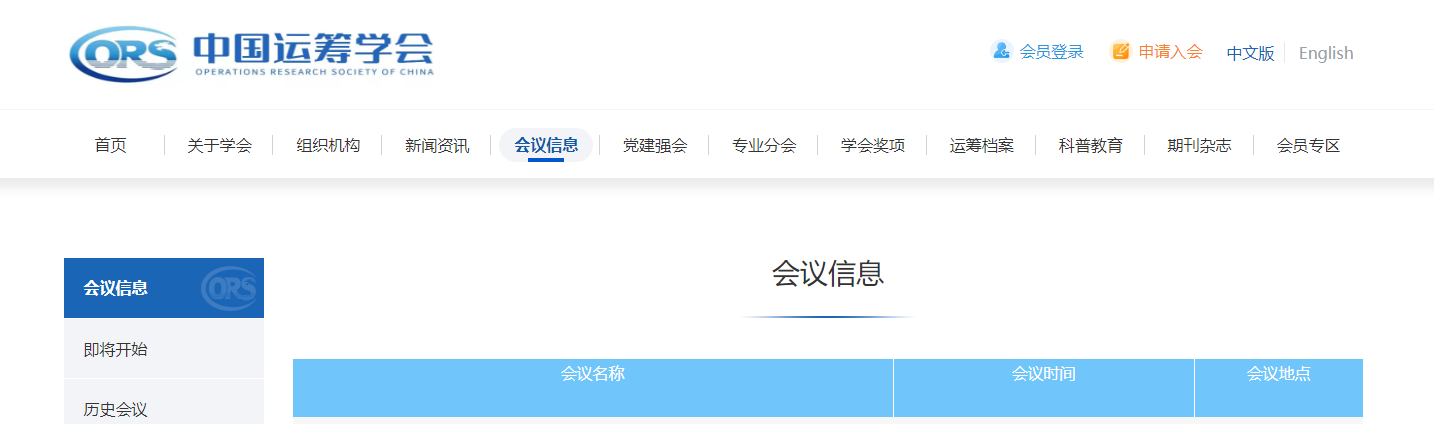 ORS 中国运筹学会
OPERATIONS RESEARCH SOCIETY OF CHINA
会员登录 申请入会 中文版 English
首页 关于学会 组织机构 新闻资讯 会议信息 党建强会 专业分会 学会奖项 运筹档案 科普教育 期刊杂志 会员专区
会议信息 ORS
即将开始
历史会议
会议信息
会议名称 会议时间 会议地点